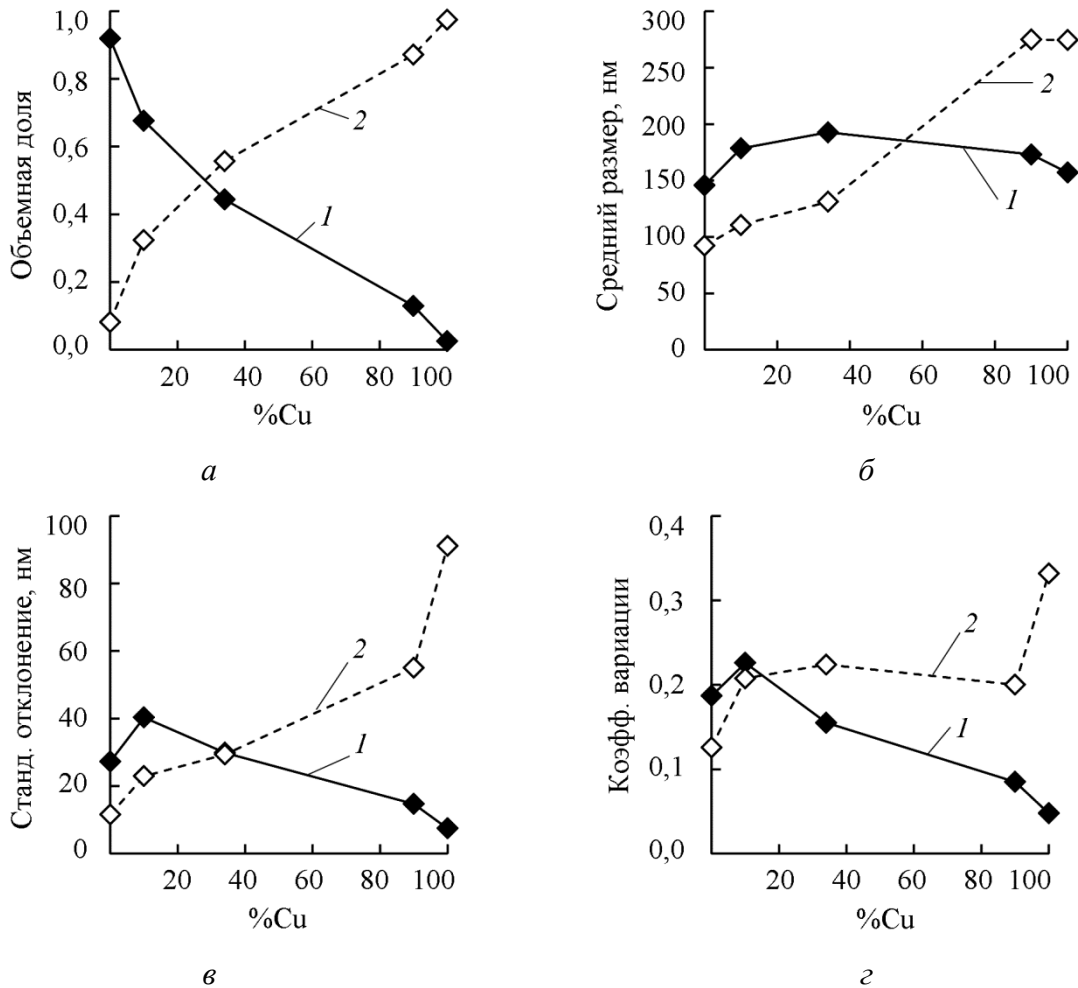 Объемная доля
1,0
0,8
0,6
0,4
0,2
0,0
2
1
20 40 60 80 100
%Cu
а
Средний размер, нм
300
250
200
150
100
50
0
2
1
20 40 60 80 100
%Cu
б
Станд. отклонение, нм
100
80
60
40
20
0
2
1
20 40 60 80 100
%Cu
в
Коэфф. вариации
0,4
0,3
0,2
0,1
0,0
2
1
20 40 60 80 100
%Cu
г